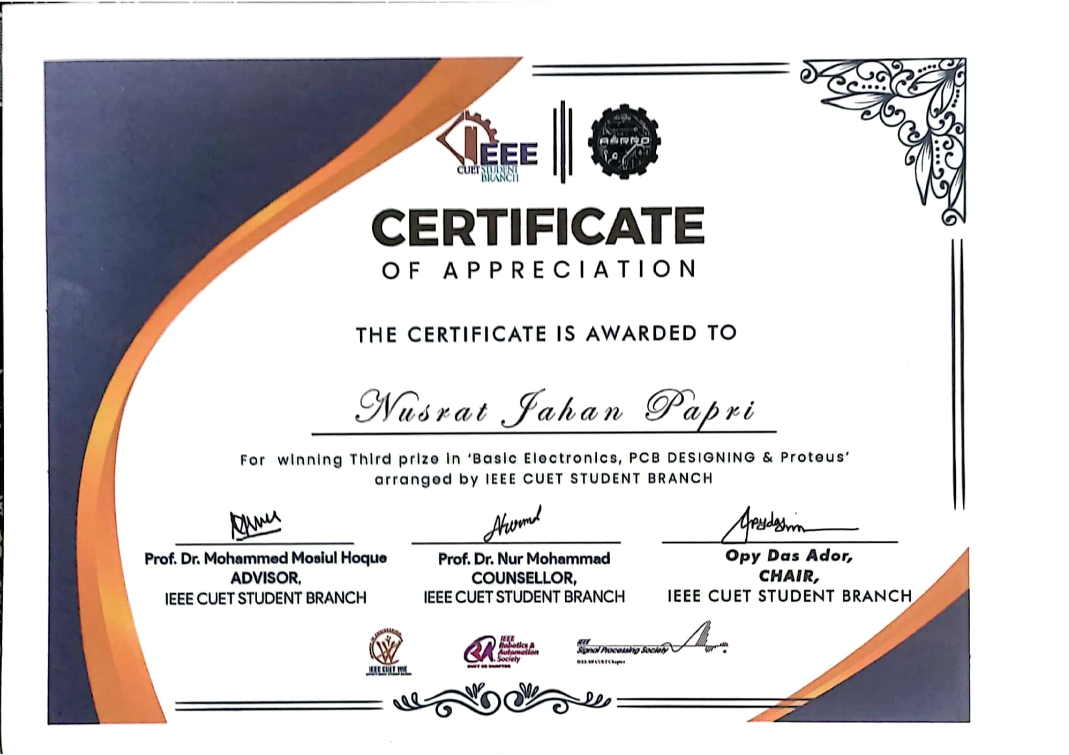 IEEE
CUET STUDENT
BRANCH
CERTIFICATE
OF APPRECIATION
THE CERTIFICATE IS AWARDED TO
Nusrat Jahan Papri
For winning Third prize in 'Basic Electronics, PCB DESIGNING & Proteus'
arranged by IEEE CUET STUDENT BRANCH
Prof. Dr. Mohammed Mosiul Hoque
ADVISOR,
IEEE CUET STUDENT BRANCH
Prof. Dr. Nur Mohammad
COUNSELLOR,
IEEE CUET STUDENT BRANCH
Opy Das Ador,
CHAIR,
IEEE CUET STUDENT BRANCH
IEEE CUET WIE
IEEE
Robotics &
Automation
Society
IEEE
Signal Processing Society